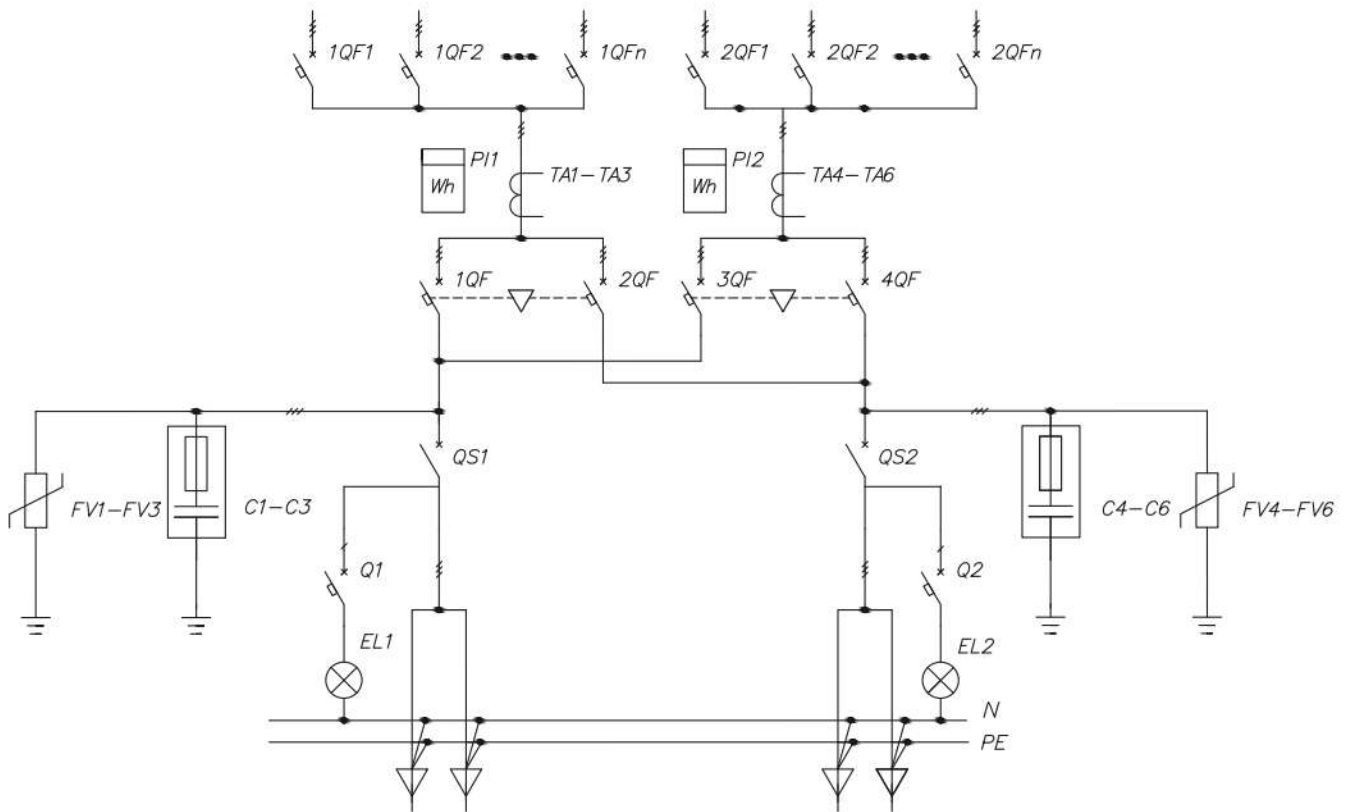 1QF1 1QF2 1QFn 2QF1 2QF2 2QFn
PI1 TA1-TA3 PI2 TA4-TA6
Wh Wh
1QF 2QF 3QF 4QF
QS1 QS2
FV1-FV3 C1-C3 C4-C6 FV4-FV6
Q1 Q2
EL1 EL2
N
PE